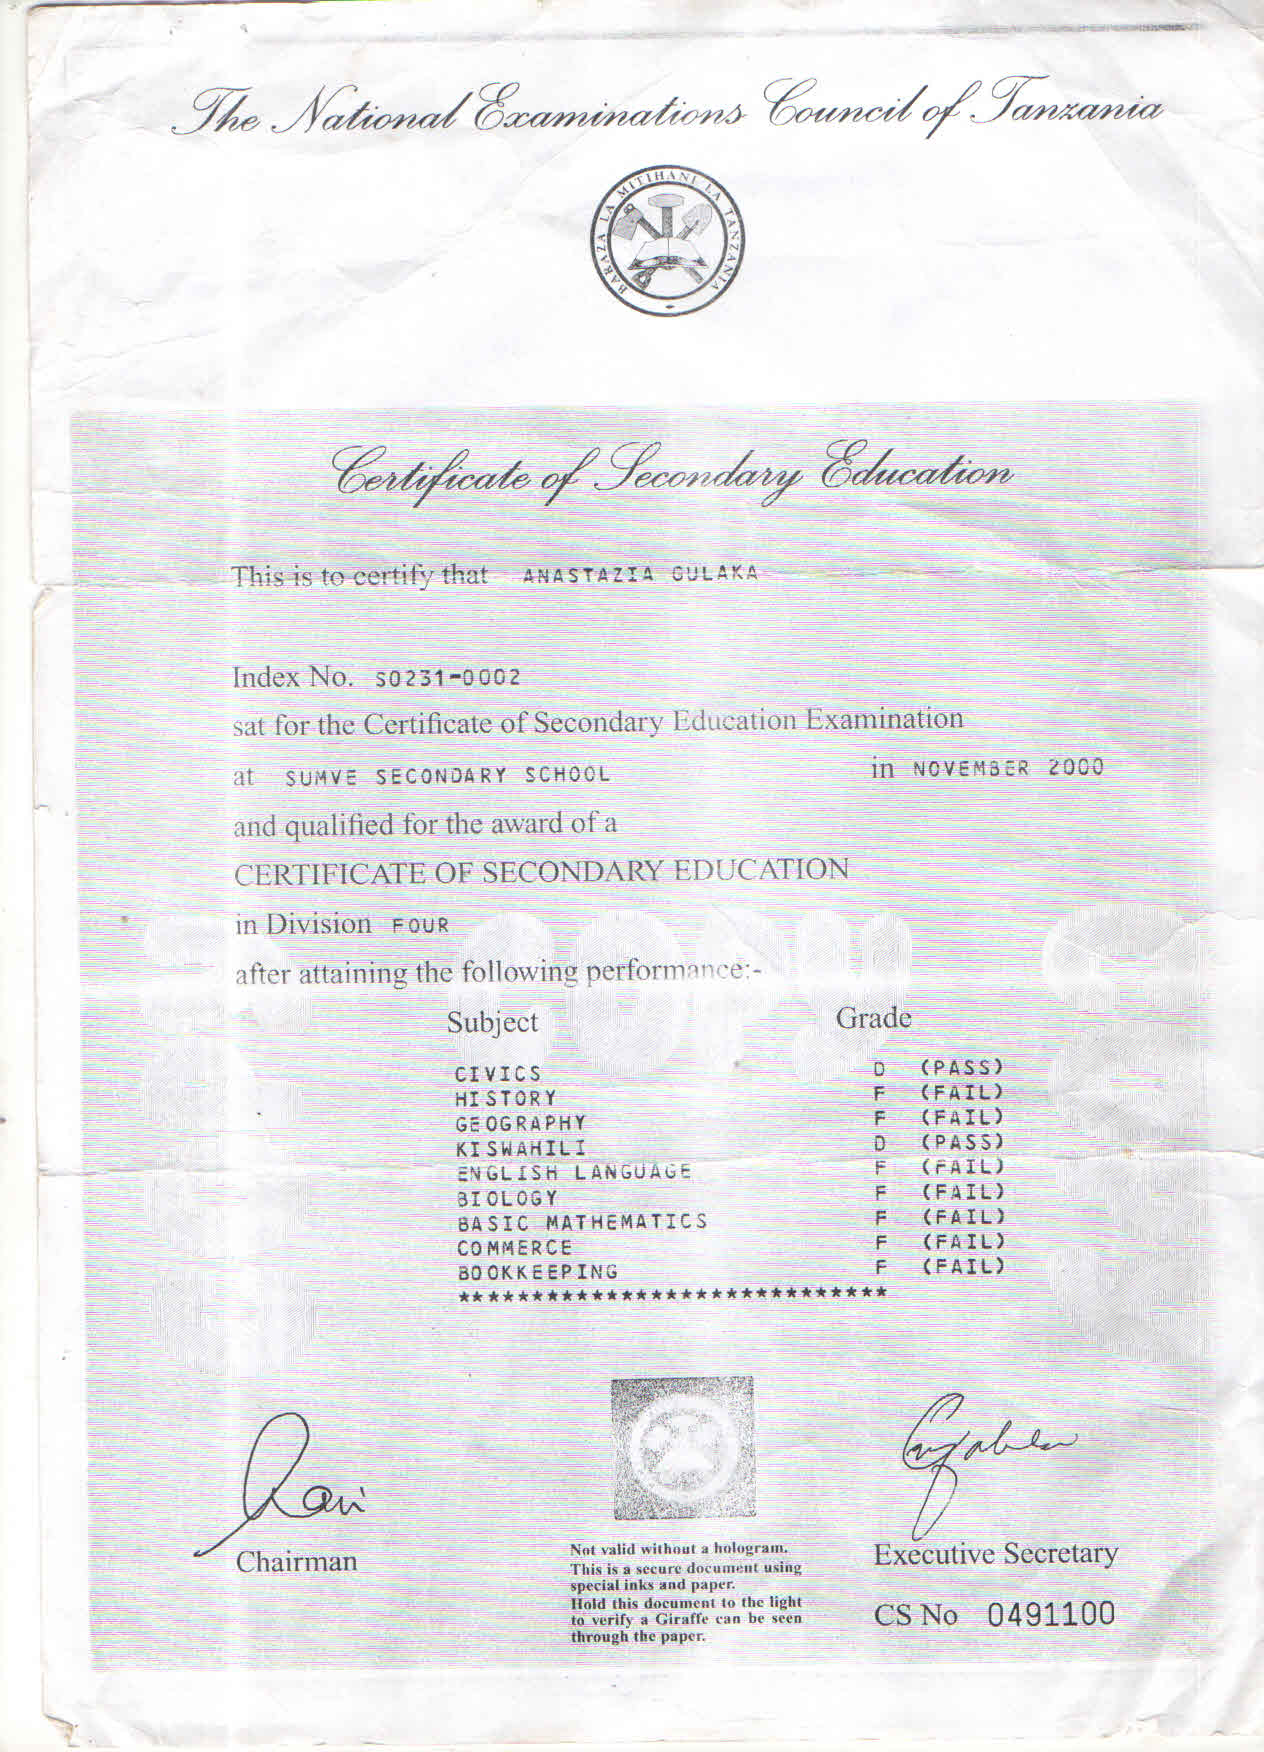 The National Examinations Council of Tanzania
BARAZA LA MITIHANI LA TANZANIA
Certificate of Secondary Education
This is to certify that ANASTAZIA GULAKA
Index No. S0231-0002
sat for the Certificate of Secondary Education Examination
at SUMVE SECONDARY SCHOOL in NOVEMBER 2000
and qualified for the award of a
CERTIFICATE OF SECONDARY EDUCATION
in Division FOUR
after attaining the following performance:-
Subject Grade
CIVICS D (PASS)
HISTORY F (FAIL)
GEOGRAPHY F (FAIL)
KISWAHILI D (PASS)
ENGLISH LANGUAGE F (FAIL)
BIOLOGY F (FAIL)
BASIC MATHEMATICS F (FAIL)
COMMERCE F (FAIL)
BOOKKEEPING F (FAIL)
*****************************
Chairman
Not valid without a hologram.
This is a secure document using
special inks and paper.
Hold this document to the light
to verify a Giraffe can be seen
through the paper.
Executive Secretary
CS No 0491100